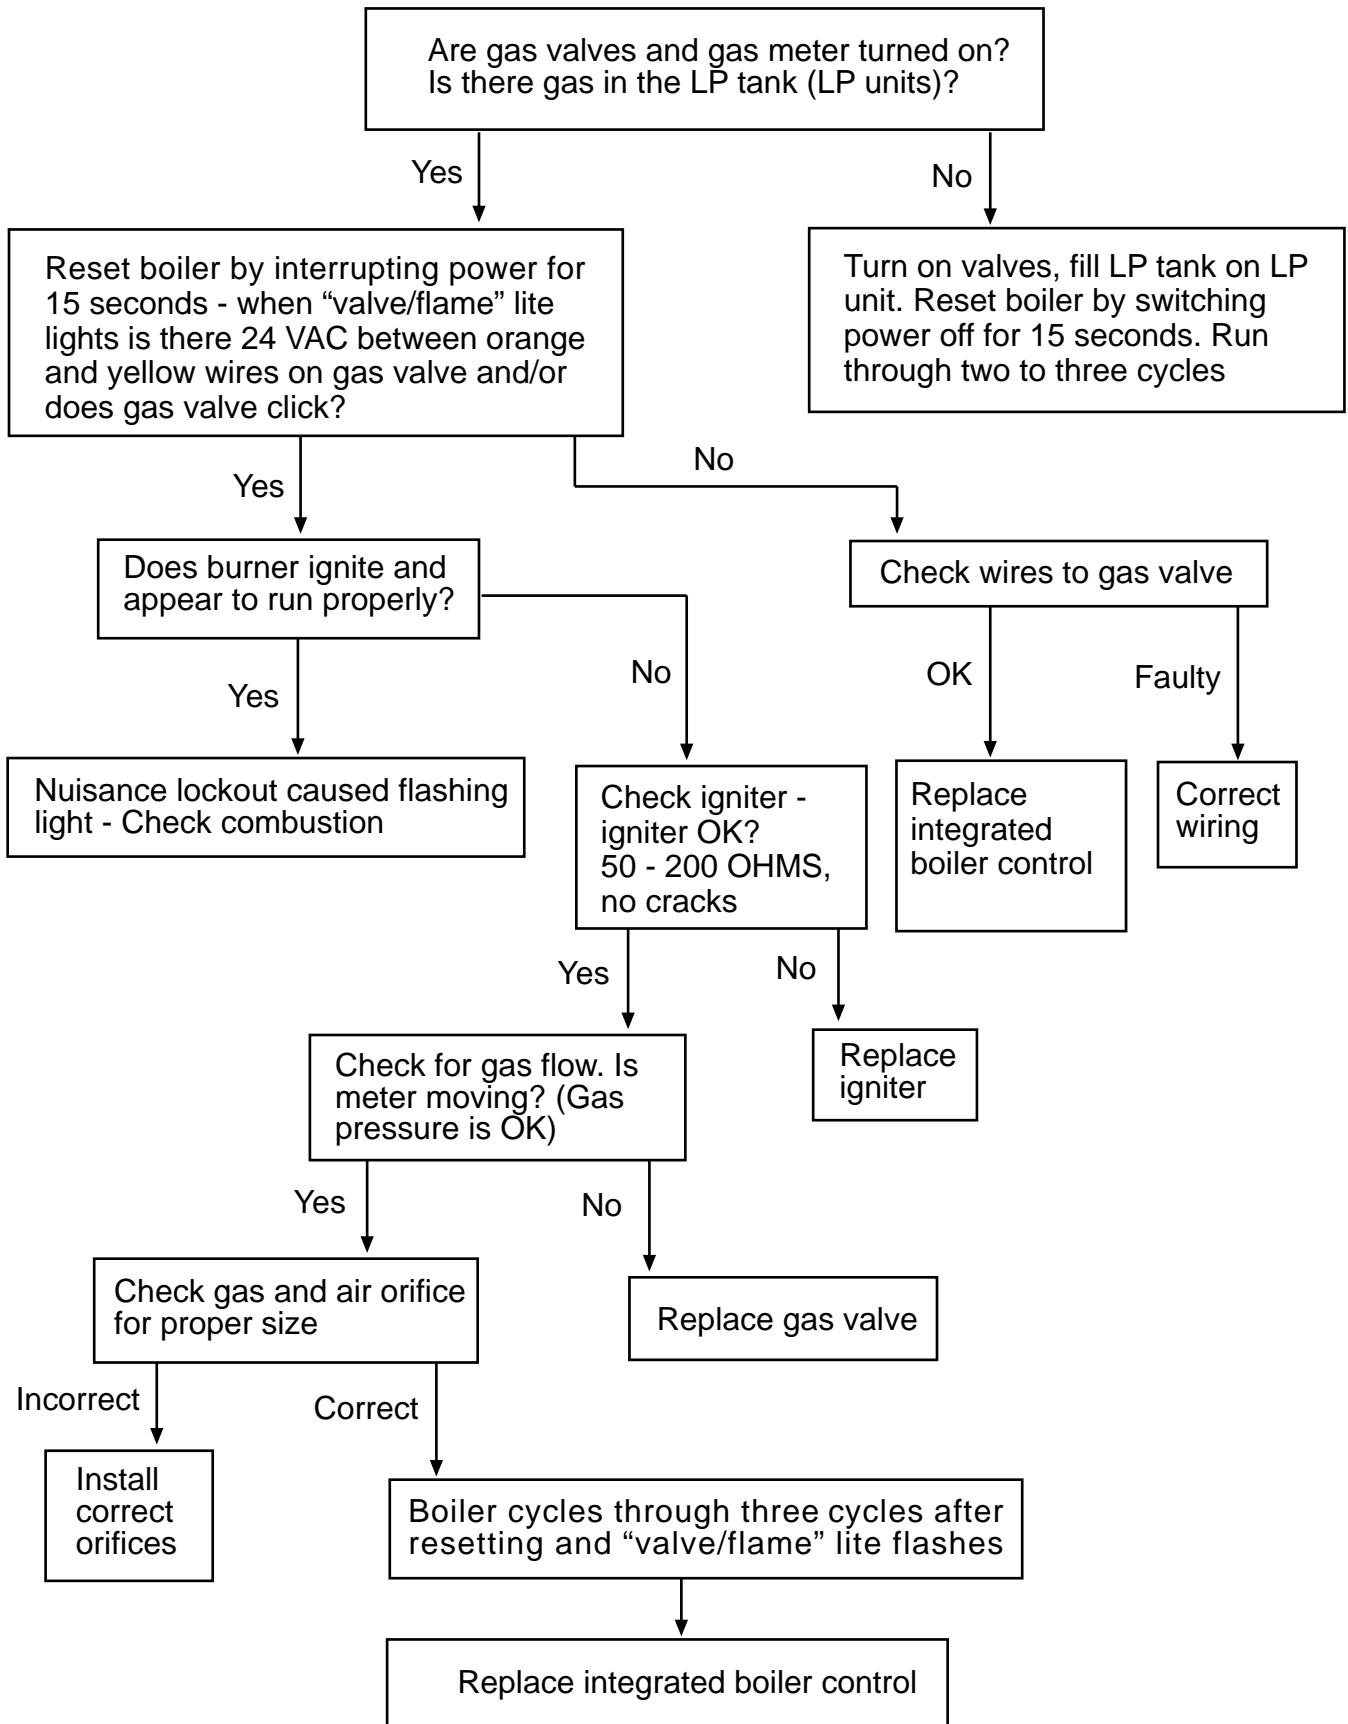 Are gas valves and gas meter turned on?
Is there gas in the LP tank (LP units)?
Yes
No
Reset boiler by interrupting power for
15 seconds - when “valve/flame” lite
lights is there 24 VAC between orange
and yellow wires on gas valve and/or
does gas valve click?
Turn on valves, fill LP tank on LP
unit. Reset boiler by switching
power off for 15 seconds. Run
through two to three cycles
Yes
No
Does burner ignite and
appear to run properly?
Check wires to gas valve
Yes
No
OK
Faulty
Nuisance lockout caused flashing
light - Check combustion
Check igniter -
igniter OK?
50 - 200 OHMS,
no cracks
Replace
integrated
boiler control
Correct
wiring
Yes
No
Check for gas flow. Is
meter moving? (Gas
pressure is OK)
Replace
igniter
Yes
No
Check gas and air orifice
for proper size
Replace gas valve
Incorrect
Correct
Install
correct
orifices
Boiler cycles through three cycles after
resetting and “valve/flame” lite flashes
Replace integrated boiler control